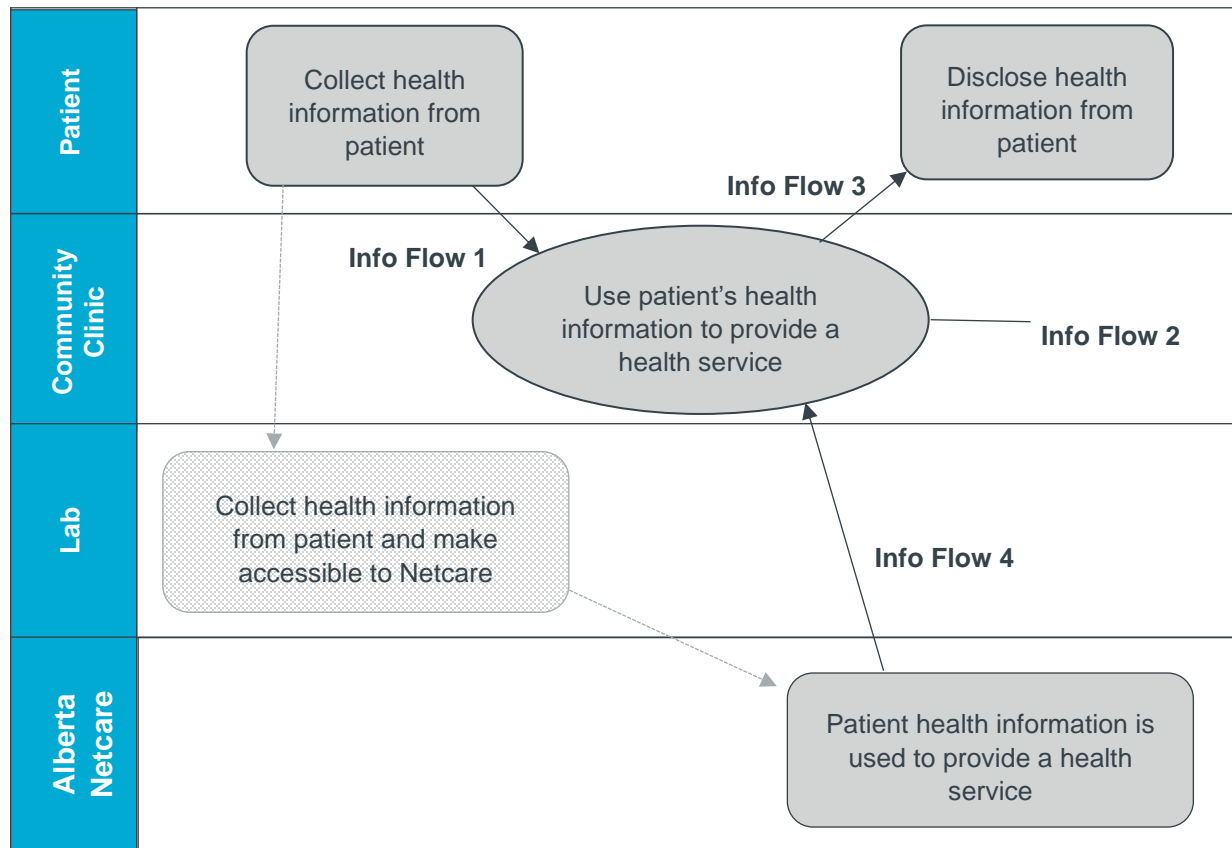 Patient
Collect health
information from
patient
Disclose health
information from
patient
Info Flow 3
Community
Clinic
Info Flow 1
Use patient’s health
information to provide a
health service
Info Flow 2
Lab
Collect health information
from patient and make
accessible to Netcare
Info Flow 4
Alberta
Netcare
Patient health information is
used to provide a health
service